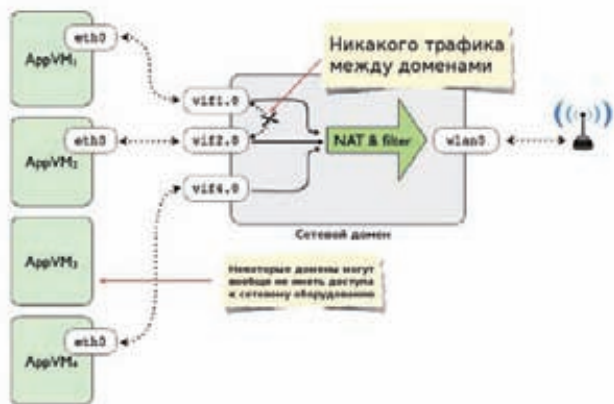 AppVM₁
eth0
Никакого трафика
между доменами
vif1.0
AppVM₂
eth0
vif2.0
NAT & filter
wlan0
vif4.0
Сетевой домен
AppVM₃
Некоторые домены могут
вообще не иметь доступа
к сетевому оборудованию
AppVM₄
eth0